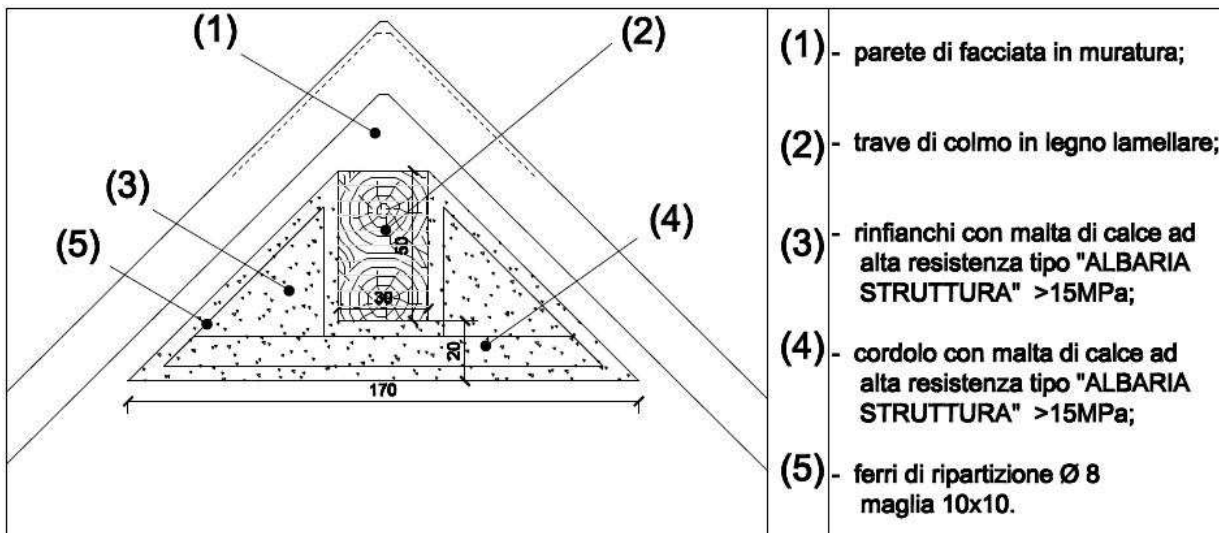 (1)
(2)
(3)
(4)
(5)
50
30
20
170
(1) - parete di facciata in muratura;
(2) - trave di colmo in legno lamellare;
(3) - rinfianchi con malta di calce ad
alta resistenza tipo "ALBARIA
STRUTTURA" >15MPa;
(4) - cordolo con malta di calce ad
alta resistenza tipo "ALBARIA
STRUTTURA" >15MPa;
(5) - ferri di ripartizione Ø 8
maglia 10x10.